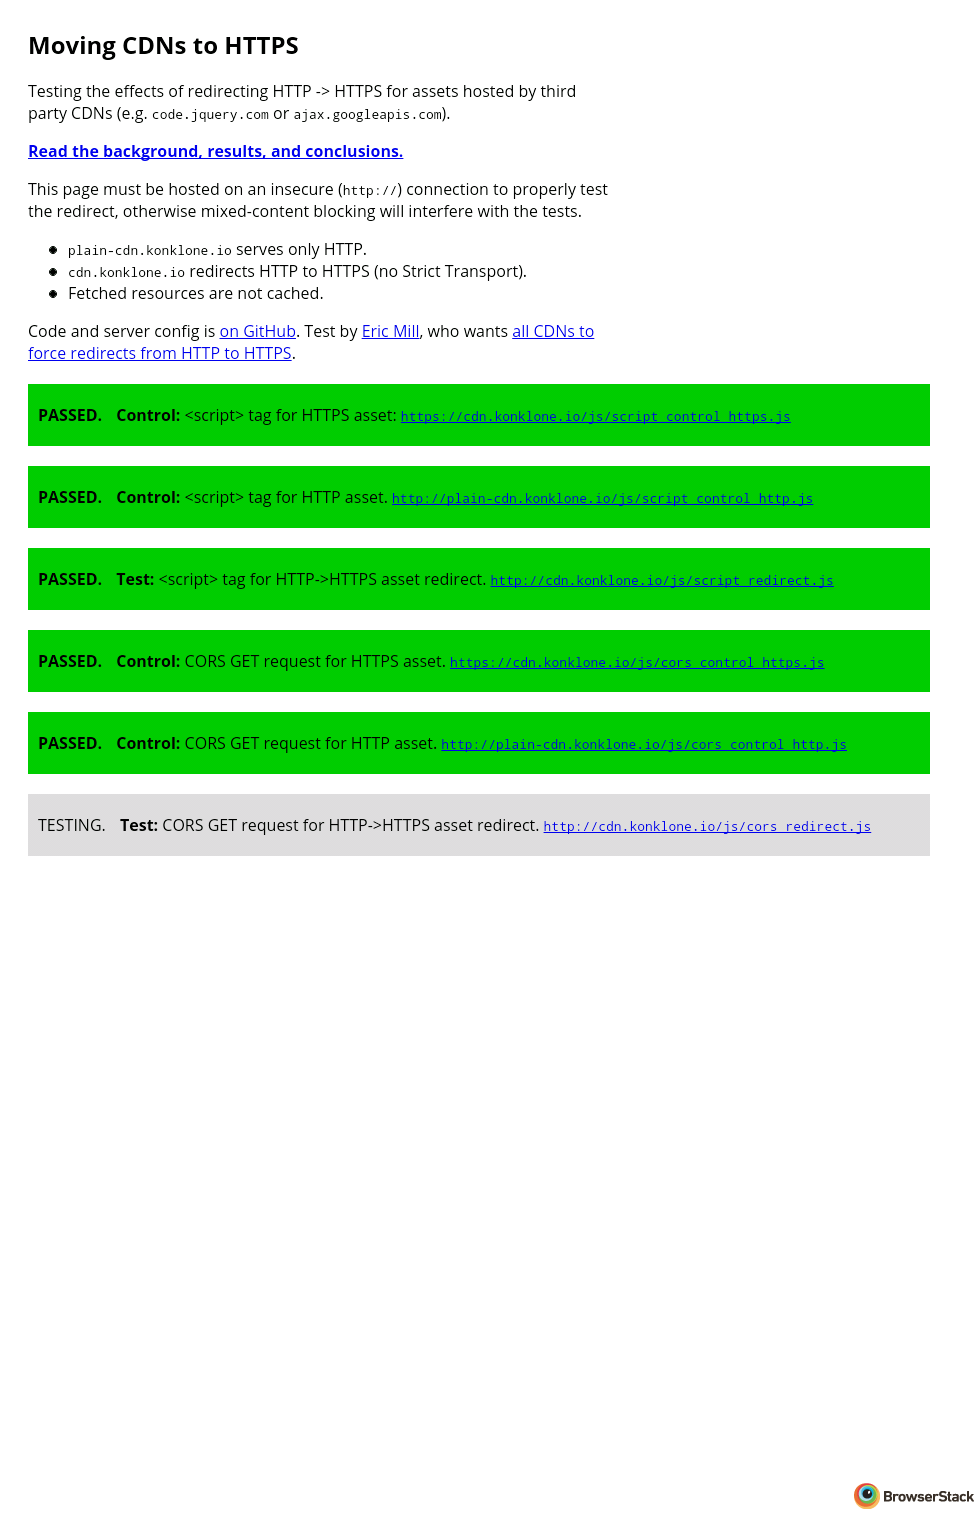 Moving CDNs to HTTPS
Testing the effects of redirecting HTTP -> HTTPS for assets hosted by third
party CDNs (e.g. code.jquery.com or ajax.googleapis.com).
Read the background, results, and conclusions.
This page must be hosted on an insecure (http://) connection to properly test
the redirect, otherwise mixed-content blocking will interfere with the tests.
plain-cdn.konklone.io serves only HTTP.
cdn.konklone.io redirects HTTP to HTTPS (no Strict Transport).
Fetched resources are not cached.
Code and server config is on GitHub. Test by Eric Mill, who wants all CDNs to
force redirects from HTTP to HTTPS.
PASSED. Control: <script> tag for HTTPS asset: https://cdn.konklone.io/js/script_control_https.js
PASSED. Control: <script> tag for HTTP asset. http://plain-cdn.konklone.io/js/script_control_http.js
PASSED. Test: <script> tag for HTTP->HTTPS asset redirect. http://cdn.konklone.io/js/script_redirect.js
PASSED. Control: CORS GET request for HTTPS asset. https://cdn.konklone.io/js/cors_control_https.js
PASSED. Control: CORS GET request for HTTP asset. http://plain-cdn.konklone.io/js/cors_control_http.js
TESTING. Test: CORS GET request for HTTP->HTTPS asset redirect. http://cdn.konklone.io/js/cors_redirect.js
BrowserStack